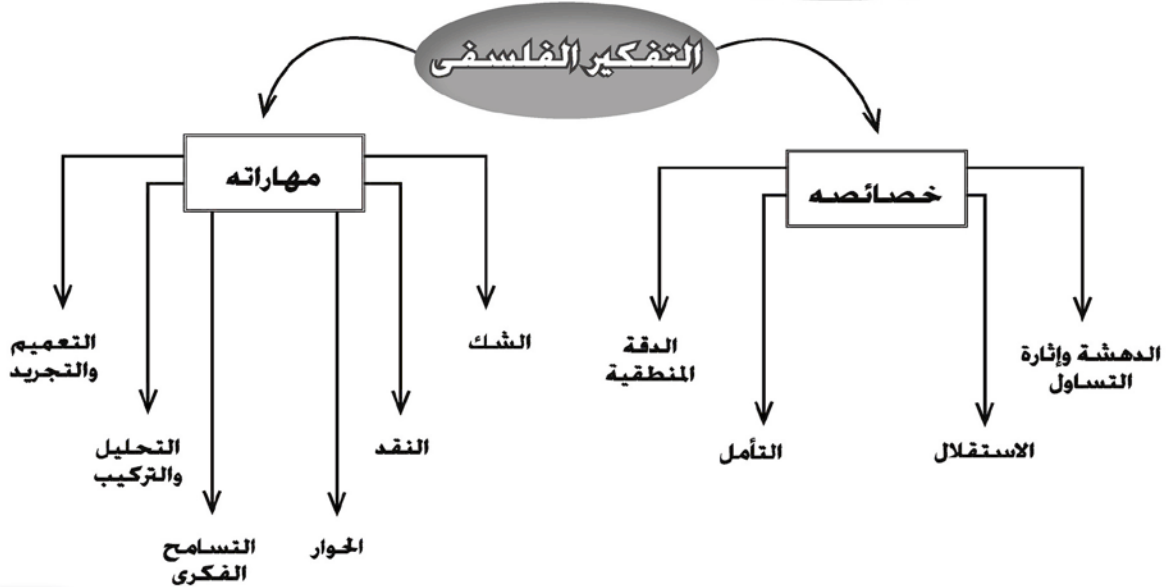 التفكير الفلسفى
خصائصه
مهاراته
الدهشة وإثارة
التساول
الاستقلال
التأمل
الدقة
المنطقية
الشك
النقد
الحوار
التسامح
الفكرى
التحليل
والتركيب
التعميم
والتجريد